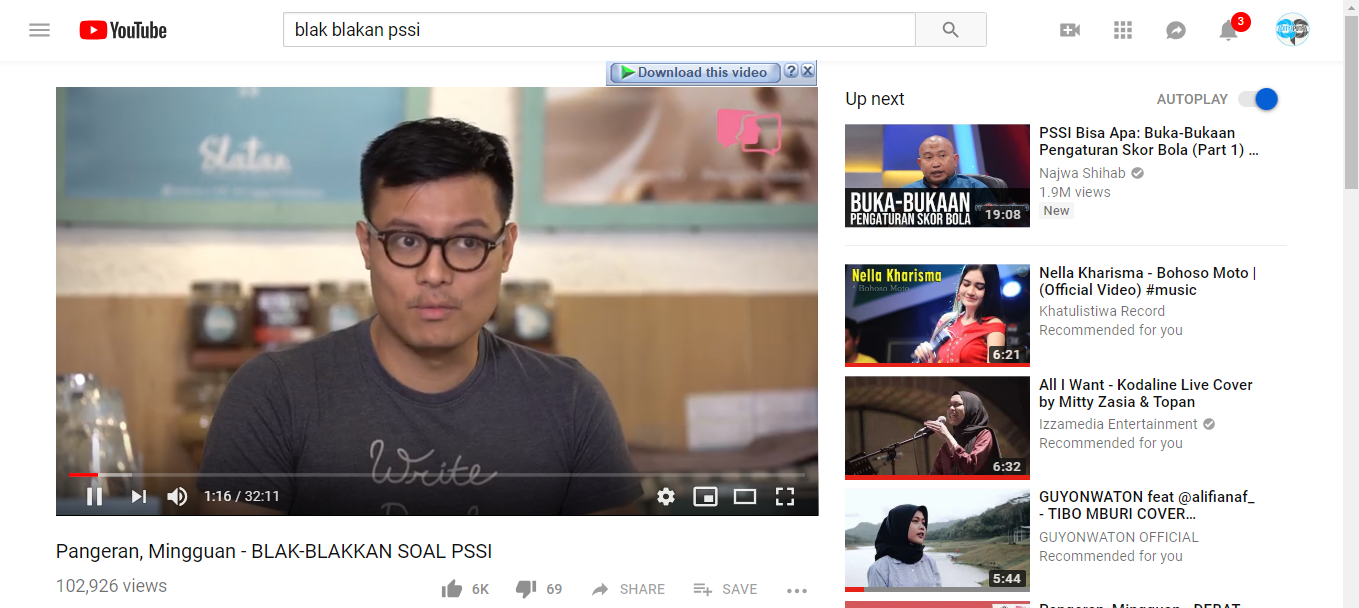 YouTube
blak blakan pssi
3
Download this video
?
X
Slatan
Write
1:16 / 32:11
Pangeran, Mingguan - BLAK-BLAKKAN SOAL PSSI
102,926 views
6K
69
SHARE
SAVE
Up next
AUTOPLAY
BUKA-BUKAAN
PENGATURAN SKOR BOLA
19:08
PSSI Bisa Apa: Buka-Bukaan
Pengaturan Skor Bola (Part 1) ...
Najwa Shihab
1.9M views
New
Nella Kharisma
Bohoso Moto
6:21
Nella Kharisma - Bohoso Moto |
(Official Video) #music
Khatulistiwa Record
Recommended for you
6:32
All I Want - Kodaline Live Cover
by Mitty Zasia & Topan
Izzamedia Entertainment
Recommended for you
5:44
GUYONWATON feat @alifianaf_
- TIBO MBURI COVER...
GUYONWATON OFFICIAL
Recommended for you
Pangeran, Mingguan - DEBAT